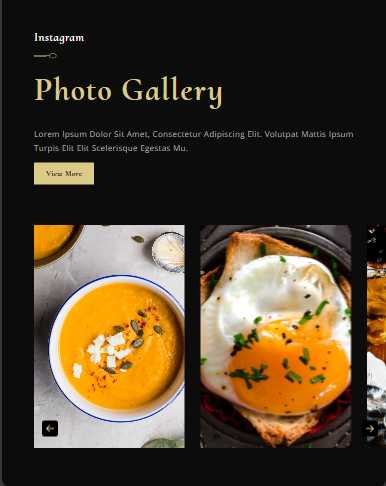 Instagram
Photo Gallery
Lorem Ipsum Dolor Sit Amet, Consectetur Adipiscing Elit. Volutpat Mattis Ipsum
Turpis Elit Elit Scelerisque Egestas Mu.
View More